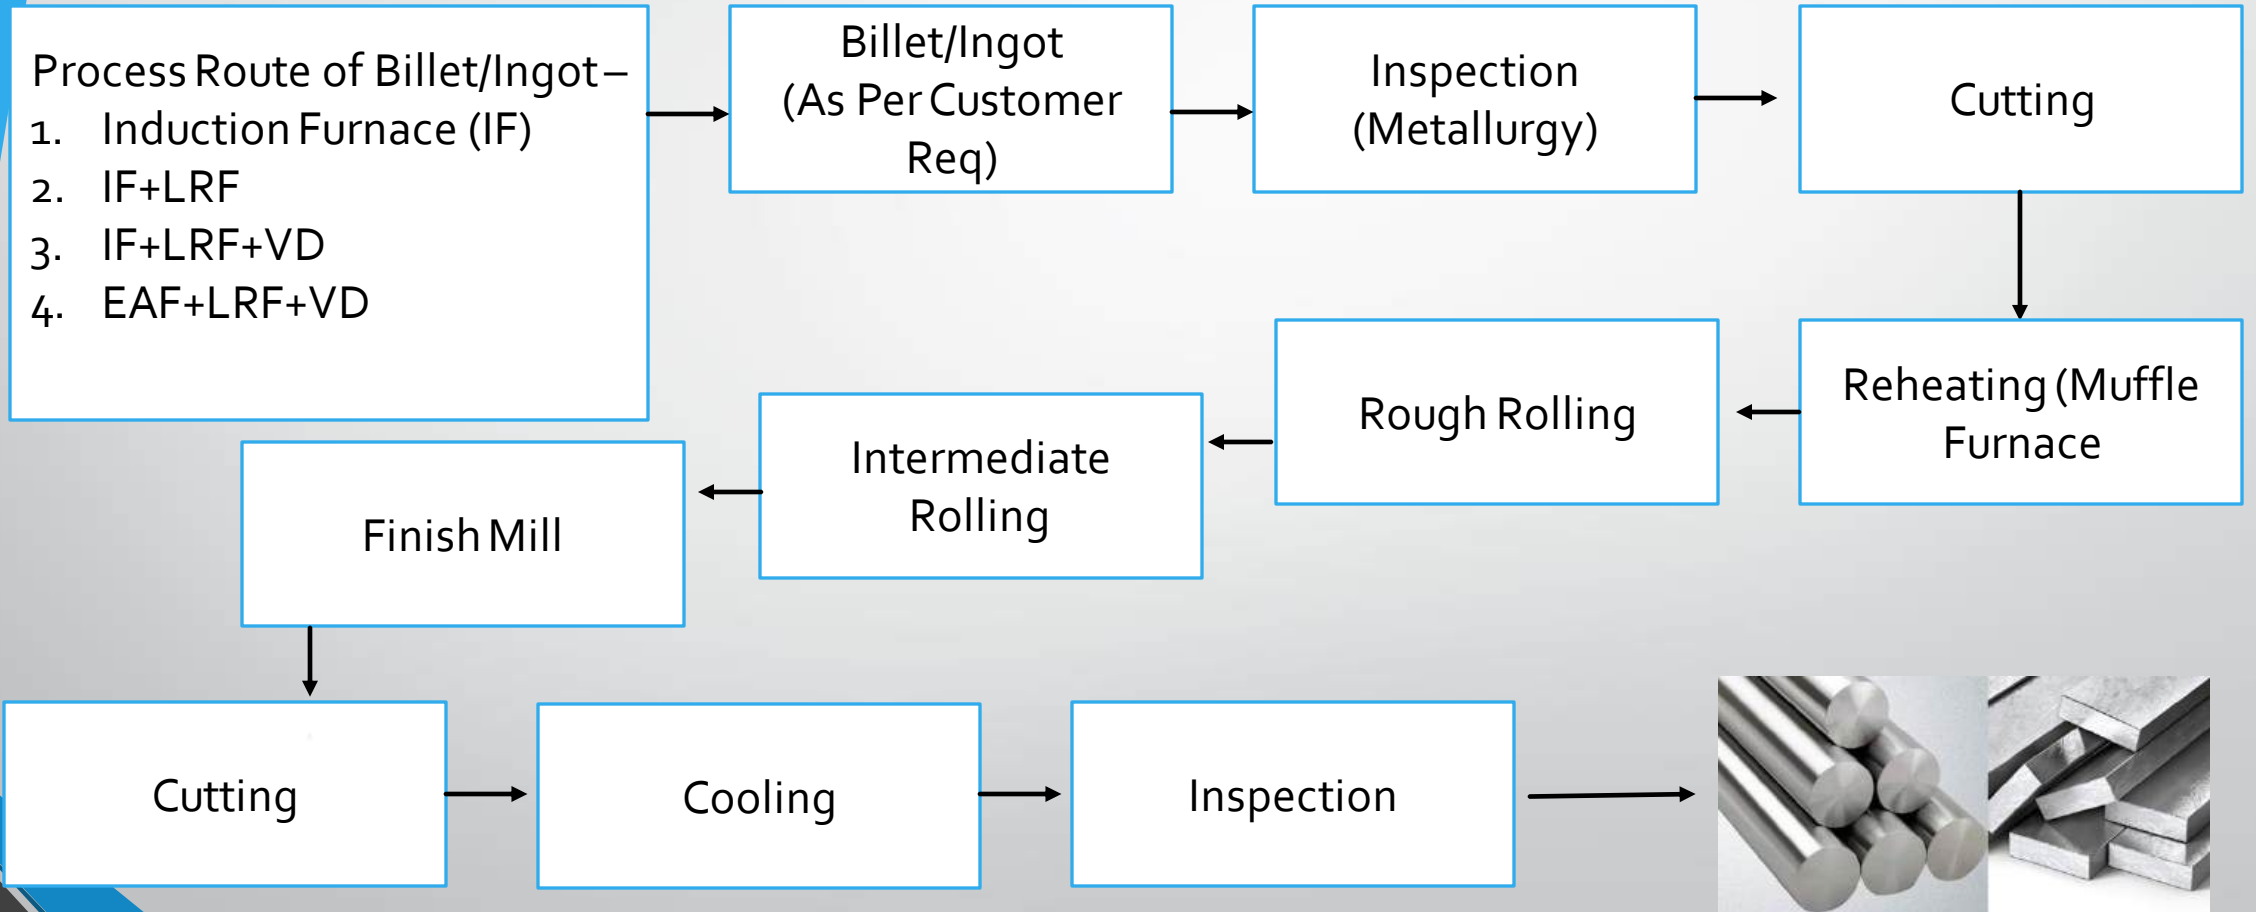 Process Route of Billet/Ingot –
1. Induction Furnace (IF)
2. IF+LRF
3. IF+LRF+VD
4. EAF+LRF+VD
Billet/Ingot
(As Per Customer
Req)
Inspection
(Metallurgy)
Cutting
Reheating (Muffle
Furnace
Rough Rolling
Intermediate
Rolling
Finish Mill
Cutting
Cooling
Inspection